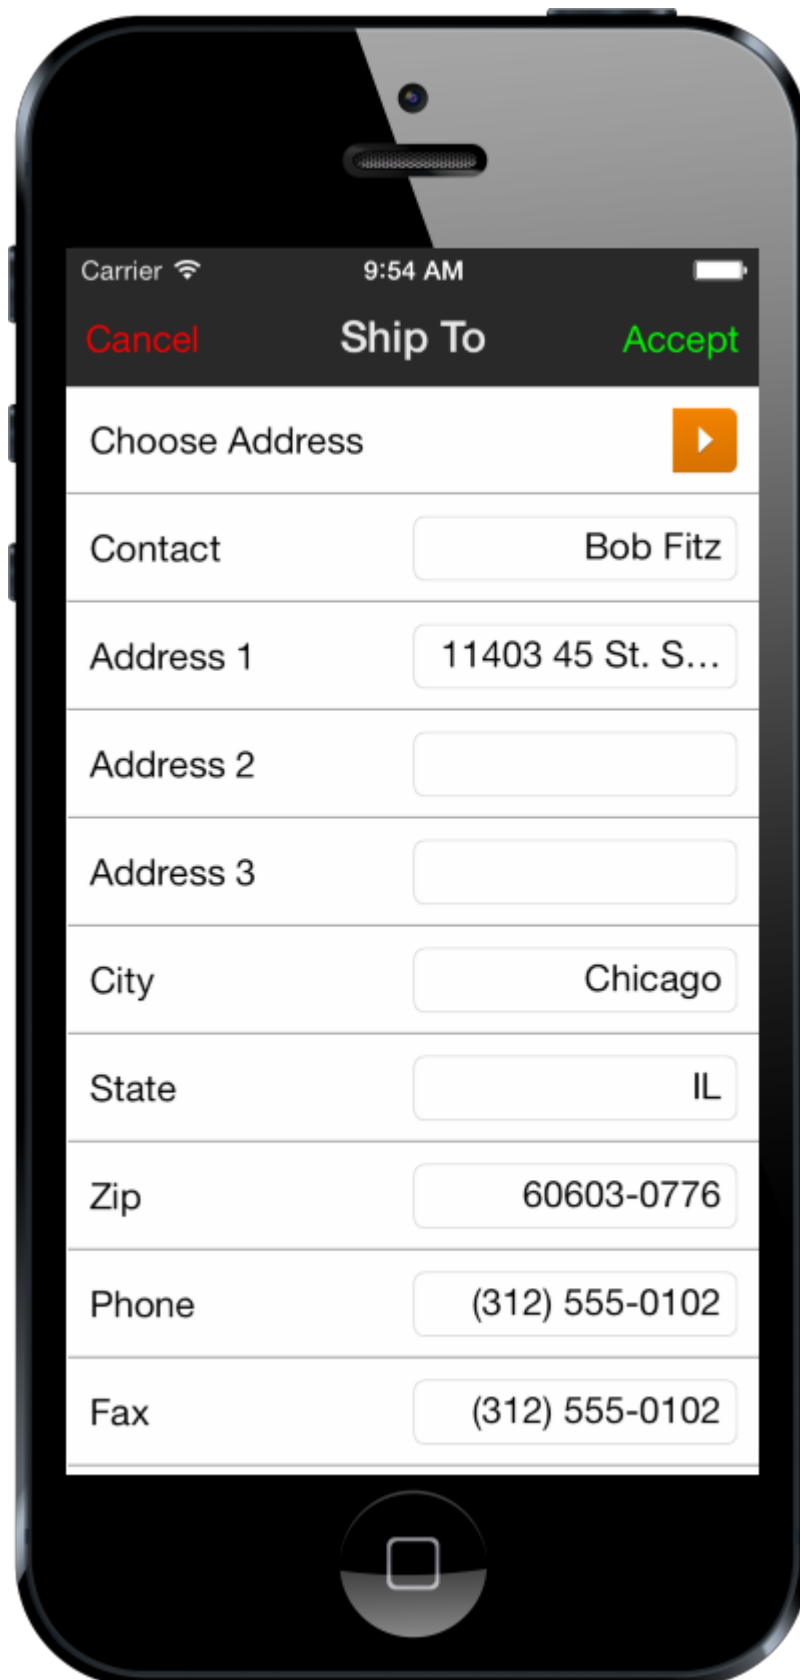 Carrier 9:54 AM
Cancel Ship To Accept
Choose Address
Contact Bob Fitz
Address 1 11403 45 St. S...
Address 2
Address 3
City Chicago
State IL
Zip 60603-0776
Phone (312) 555-0102
Fax (312) 555-0102